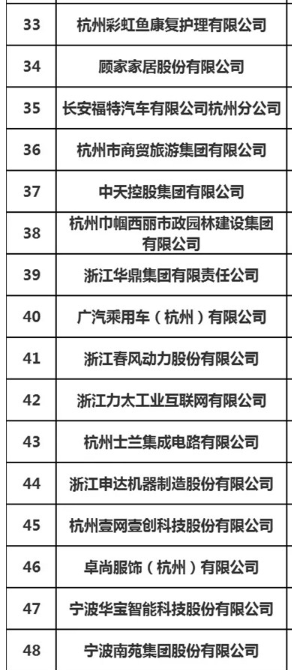 33 杭州彩虹鱼康复护理有限公司
34 顾家家居股份有限公司
35 长安福特汽车有限公司杭州分公司
36 杭州市商贸旅游集团有限公司
37 中天控股集团有限公司
38 杭州巾帼西丽市政园林建设集团
有限公司
39 浙江华鼎集团有限责任公司
40 广汽乘用车（杭州）有限公司
41 浙江春风动力股份有限公司
42 浙江力太工业互联网有限公司
43 杭州士兰集成电路有限公司
44 浙江申达机器制造股份有限公司
45 杭州壹网壹创科技股份有限公司
46 卓尚服饰（杭州）有限公司
47 宁波华宝智能科技股份有限公司
48 宁波南苑集团股份有限公司